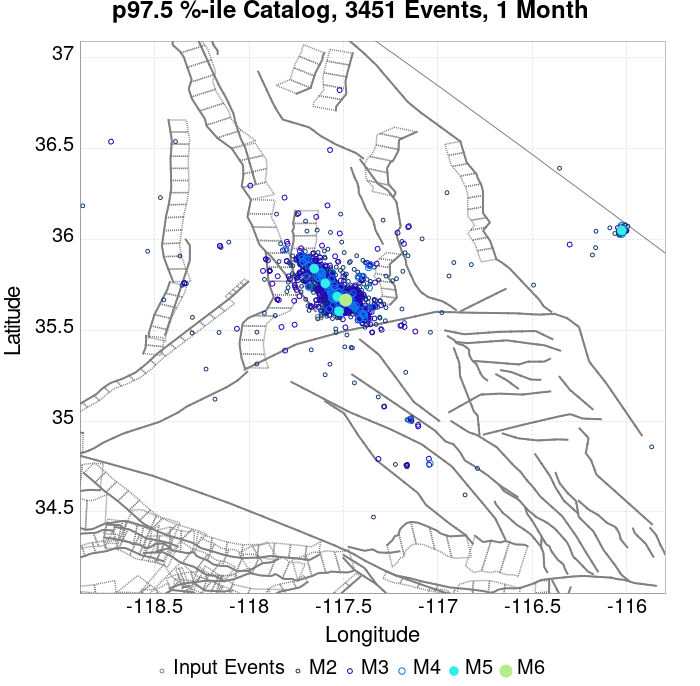 p97.5 %-ile Catalog, 3451 Events, 1 Month
37
36.5
36
35.5
35
34.5
Latitude
-118.5 -118 -117.5 -117 -116.5 -116
Longitude
Input Events M2 M3 M4 M5 M6